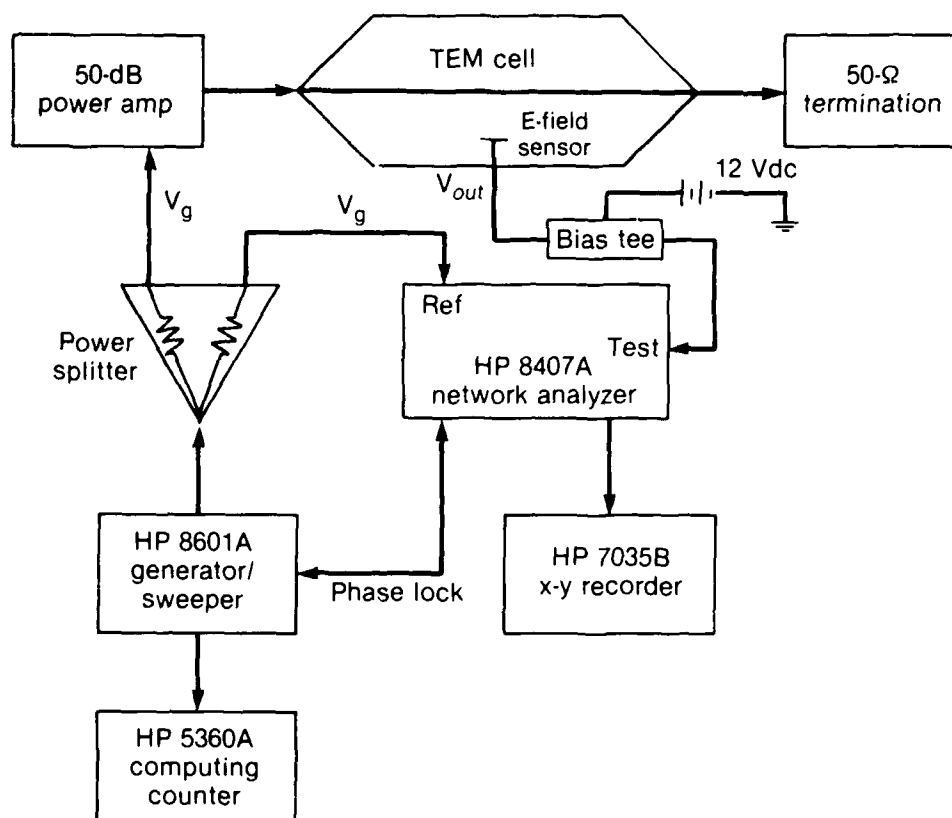 50-dB
power amp
TEM cell
50-Ω
termination
E-field
sensor
V_out
12 Vdc
V_g
V_g
Bias tee
Power
splitter
Ref
Test
HP 8407A
network analyzer
HP 8601A
generator/
sweeper
Phase lock
HP 7035B
x-y recorder
HP 5360A
computing
counter